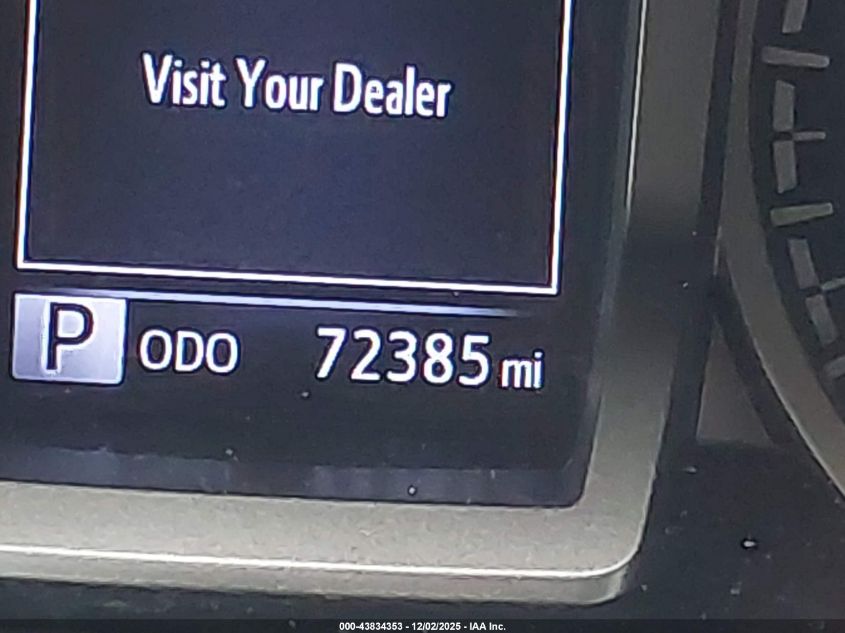 Visit Your Dealer
P ODO 72385 mi
000-43834353 - 12/02/2025 - IAA Inc.